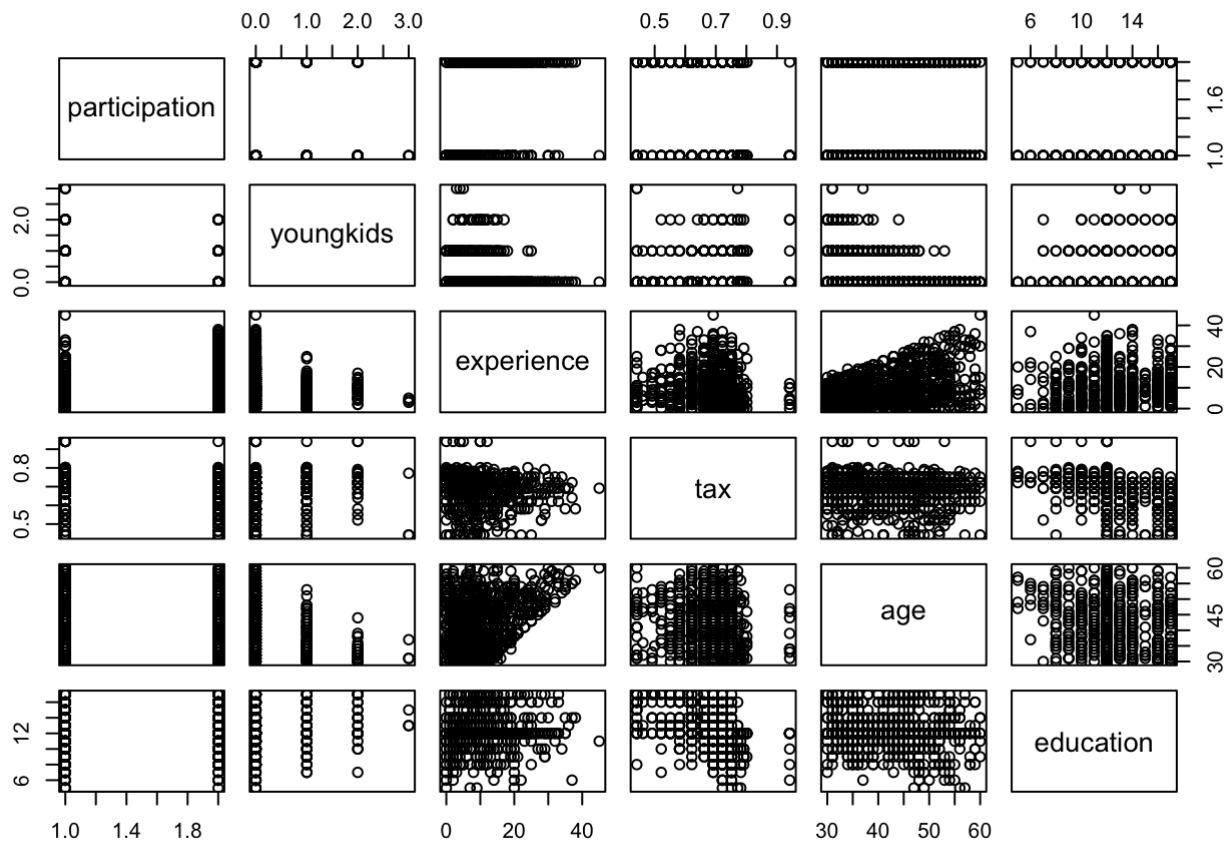 0.0 1.0 2.0 3.0 0.5 0.7 0.9 6 10 14
participation 1.0 1.6
0.0 2.0 youngkids
experience 0 20 40
0.5 0.8 tax
age 30 45 60
6 12 education
1.0 1.4 1.8 0 20 40 30 40 50 60